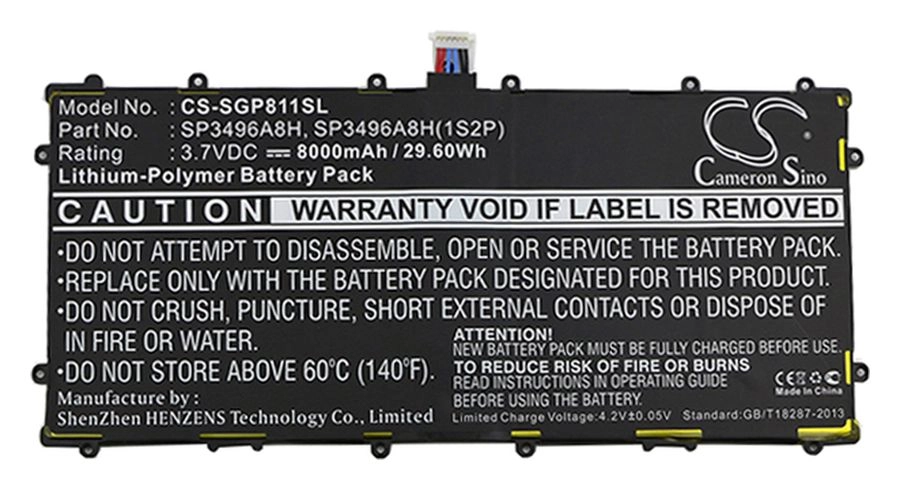 Model No. : CS-SGP811SL
Part No. : SP3496A8H, SP3496A8H(1S2P)
Rating : 3.7VDC ⎓ 8000mAh / 29.60Wh
Lithium-Polymer Battery Pack
CS
Cameron Sino
CAUTION WARRANTY VOID IF LABEL IS REMOVED
•DO NOT ATTEMPT TO DISASSEMBLE, OPEN OR SERVICE THE BATTERY PACK.
•REPLACE ONLY WITH THE BATTERY PACK DESIGNATED FOR THIS PRODUCT.
•DO NOT CRUSH, PUNCTURE, SHORT EXTERNAL CONTACTS OR DISPOSE OF
IN FIRE OR WATER.
•DO NOT STORE ABOVE 60°C (140°F).
Manufacture by :
ShenZhen HENZENS Technology Co., Limited
ATTENTION!
NEW BATTERY PACK MUST BE FULLY CHARGED BEFORE USE.
TO REDUCE RISK OF FIRE OR BURNS
READ INSTRUCTIONS IN OPERATING GUIDE
BEFORE USING THE BATTERY.
Limited Charge Voltage:4.2V±0.05V Standard:GB/T18287-2013
CE
Made In China